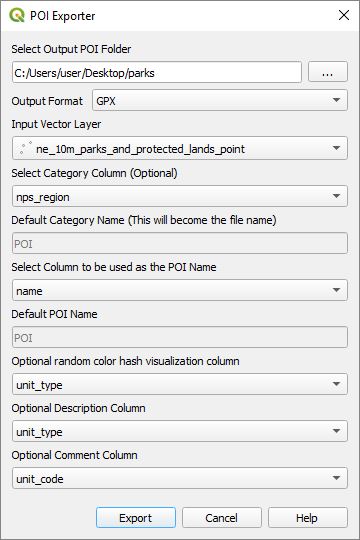 POI Exporter
Select Output POI Folder
C:/Users/user/Desktop/parks
...
Output Format GPX
Input Vector Layer
ne_10m_parks_and_protected_lands_point
Select Category Column (Optional)
nps_region
Default Category Name (This will become the file name)
POI
Select Column to be used as the POI Name
name
Default POI Name
POI
Optional random color hash visualization column
unit_type
Optional Description Column
unit_type
Optional Comment Column
unit_code
Export Cancel Help